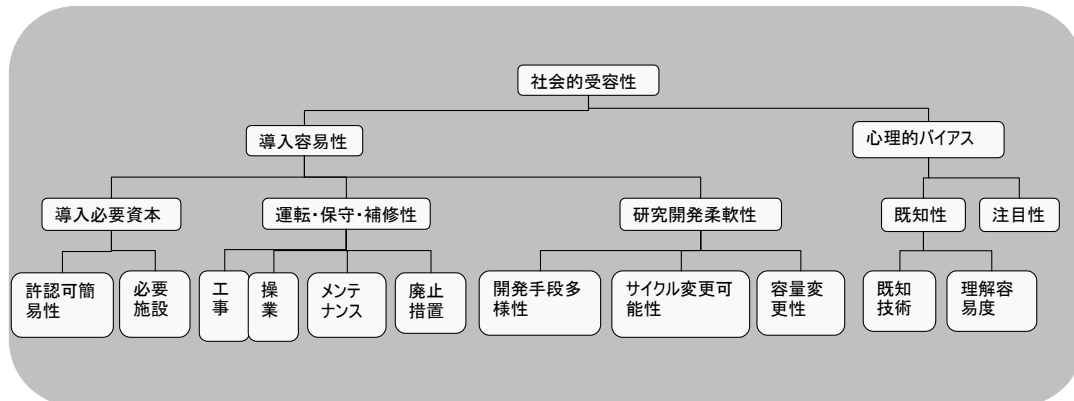 社会的受容性
導入容易性
心理的バイアス
導入必要資本
運転・保守・補修性
研究開発柔軟性
既知性
注目性
許認可簡
易性
必要
施設
工
事
操
業
メンテ
ナンス
廃止
措置
開発手段多
様性
サイクル変更可
能性
容量変
更性
既知
技術
理解容
易度